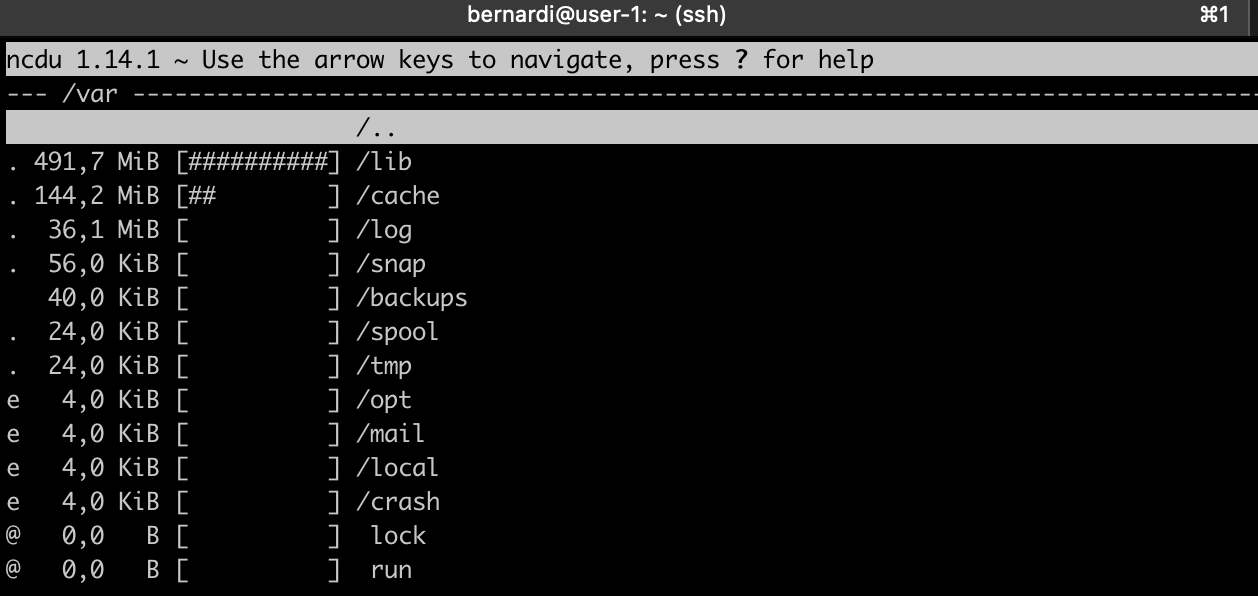 bernardi@user-1: ~ (ssh) ⌘1
ncdu 1.14.1 ~ Use the arrow keys to navigate, press ? for help
--- /var --------------------------------------------------------------------------------
                         /..
. 491,7 MiB [##########] /lib
. 144,2 MiB [##        ] /cache
.  36,1 MiB [          ] /log
.  56,0 KiB [          ] /snap
   40,0 KiB [          ] /backups
.  24,0 KiB [          ] /spool
.  24,0 KiB [          ] /tmp
e   4,0 KiB [          ] /opt
e   4,0 KiB [          ] /mail
e   4,0 KiB [          ] /local
e   4,0 KiB [          ] /crash
@   0,0   B [          ]  lock
@   0,0   B [          ]  run